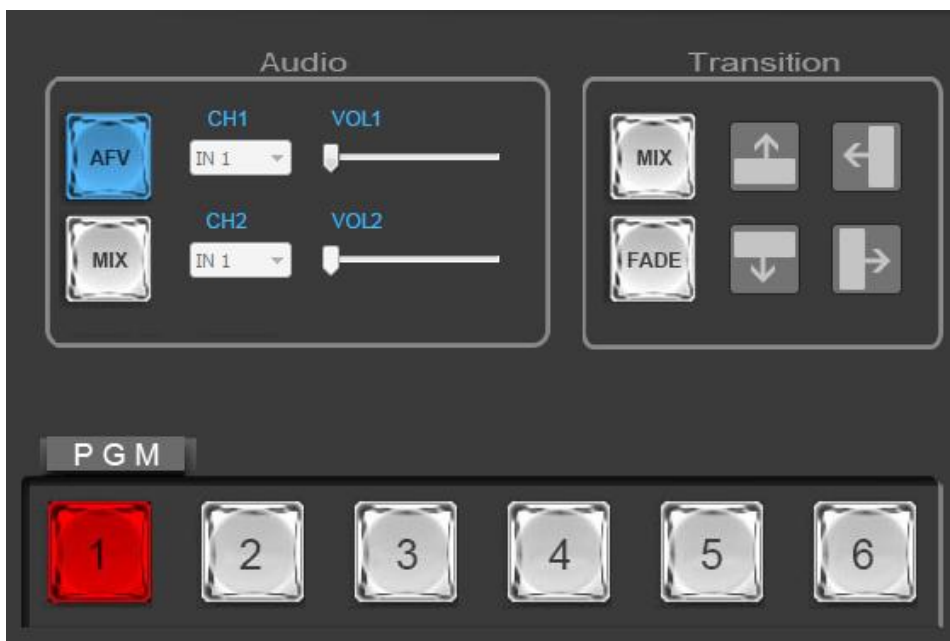 Audio
Transition
AFV
CH1
VOL1
IN 1
MIX
CH2
VOL2
IN 1
MIX
FADE
PGM
1 2 3 4 5 6